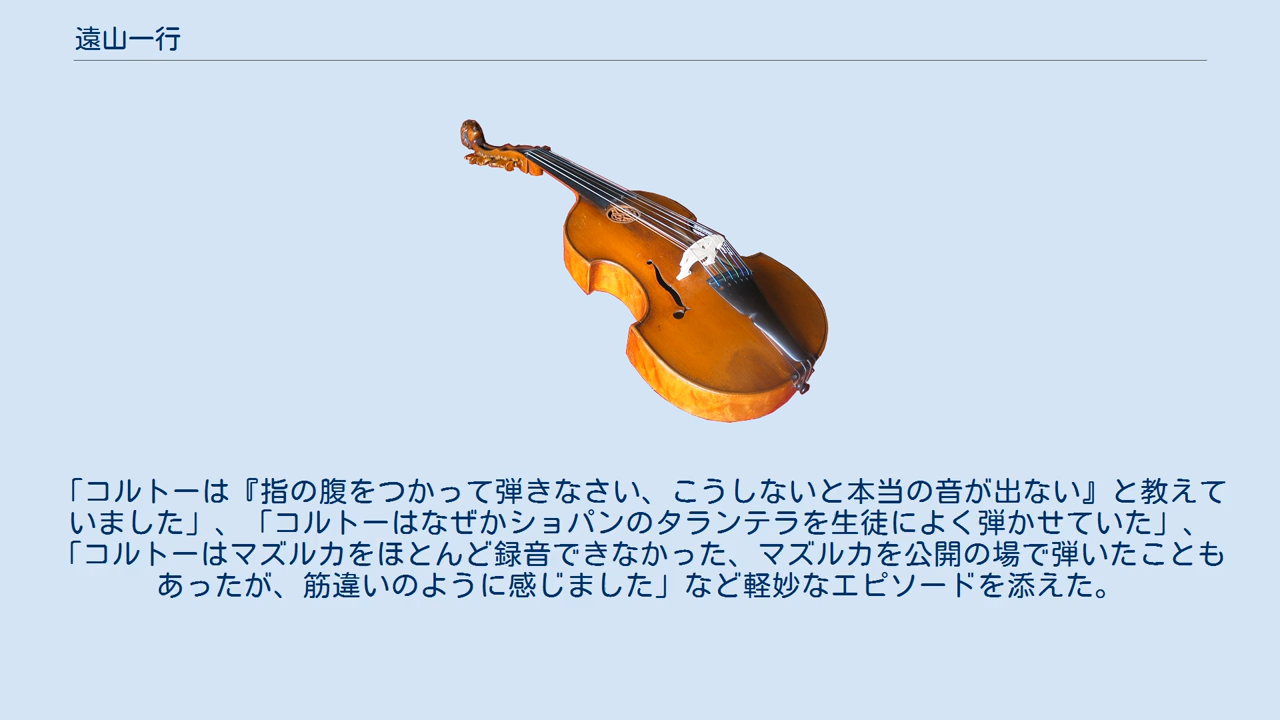 遠山一行
「コルトーは『指の腹をつかって弾きなさい、こうしないと本当の音が出ない』と教えて
いました」、「コルトーはなぜかショパンのタランテラを生徒によく弾かせていた」、
「コルトーはマズルカをほとんど録音できなかった、マズルカを公開の場で弾いたことも
あったが、筋違いのように感じました」など軽妙なエピソードを添えた。